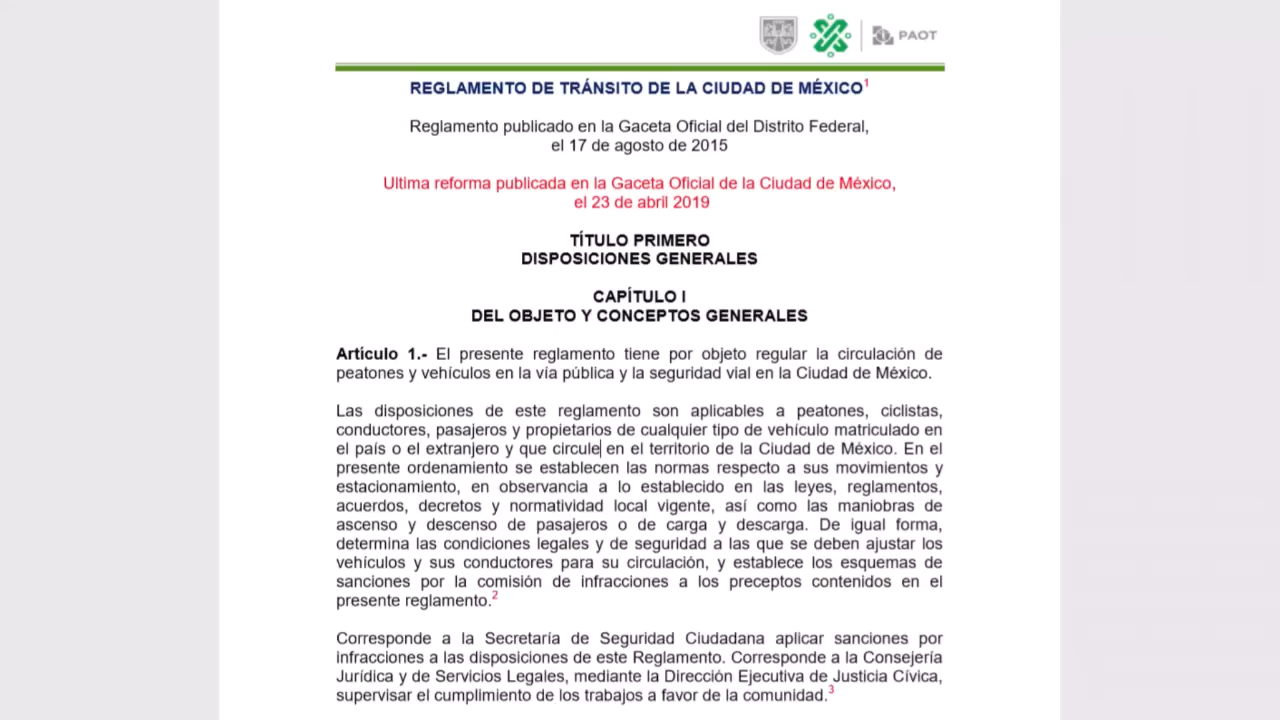 PAOT
REGLAMENTO DE TRÁNSITO DE LA CIUDAD DE MÉXICO1
Reglamento publicado en la Gaceta Oficial del Distrito Federal,
el 17 de agosto de 2015
Ultima reforma publicada en la Gaceta Oficial de la Ciudad de México,
el 23 de abril 2019
TÍTULO PRIMERO
DISPOSICIONES GENERALES
CAPÍTULO I
DEL OBJETO Y CONCEPTOS GENERALES
Artículo 1.- El presente reglamento tiene por objeto regular la circulación de
peatones y vehículos en la vía pública y la seguridad vial en la Ciudad de México.
Las disposiciones de este reglamento son aplicables a peatones, ciclistas,
conductores, pasajeros y propietarios de cualquier tipo de vehículo matriculado en
el país o el extranjero y que circule en el territorio de la Ciudad de México. En el
presente ordenamiento se establecen las normas respecto a sus movimientos y
estacionamiento, en observancia a lo establecido en las leyes, reglamentos,
acuerdos, decretos y normatividad local vigente, así como las maniobras de
ascenso y descenso de pasajeros o de carga y descarga. De igual forma,
determina las condiciones legales y de seguridad a las que se deben ajustar los
vehículos y sus conductores para su circulación, y establece los esquemas de
sanciones por la comisión de infracciones a los preceptos contenidos en el
presente reglamento.2
Corresponde a la Secretaría de Seguridad Ciudadana aplicar sanciones por
infracciones a las disposiciones de este Reglamento. Corresponde a la Consejería
Jurídica y de Servicios Legales, mediante la Dirección Ejecutiva de Justicia Cívica,
supervisar el cumplimiento de los trabajos a favor de la comunidad.3